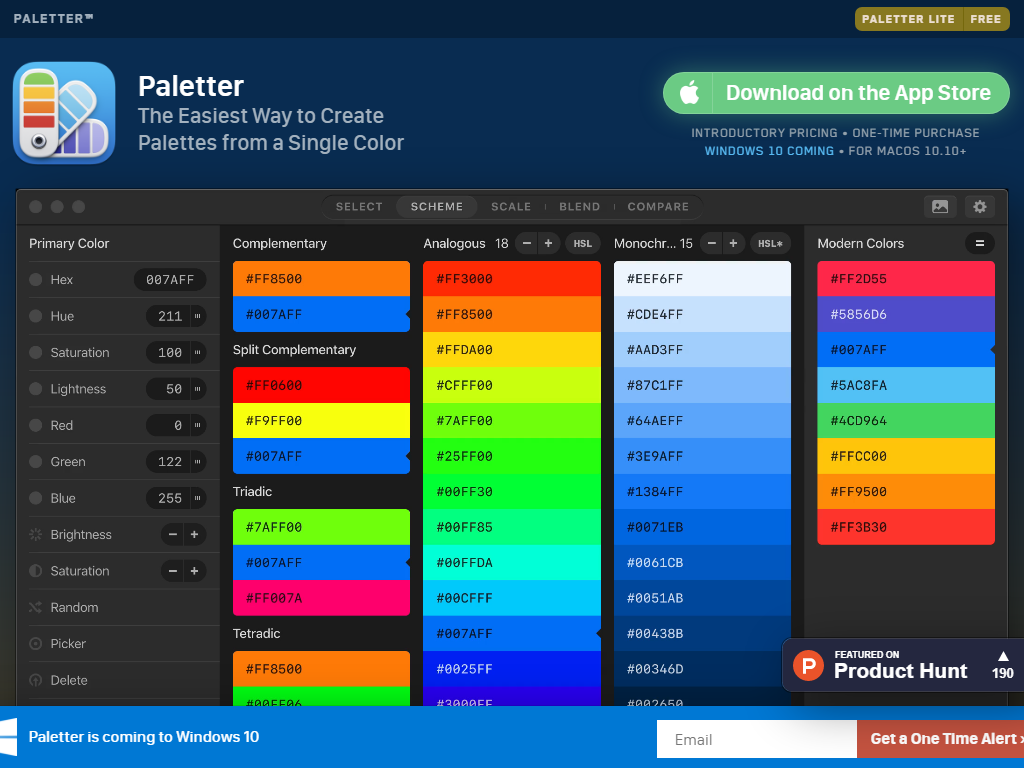 PALETTER™
PALETTER LITE FREE
Paletter
The Easiest Way to Create
Palettes from a Single Color
Download on the App Store
INTRODUCTORY PRICING • ONE-TIME PURCHASE
WINDOWS 10 COMING • FOR MACOS 10.10+
SELECT SCHEME SCALE BLEND COMPARE
Primary Color
Hex 007AFF
Hue 211
Saturation 100
Lightness 50
Red 0
Green 122
Blue 255
Brightness − +
Saturation − +
Random
Picker
Delete
Complementary
#FF8500
#007AFF
Split Complementary
#FF0600
#F9FF00
#007AFF
Triadic
#7AFF00
#007AFF
#FF007A
Tetradic
#FF8500
#00FF06
Analogous 18 − + HSL
#FF3000
#FF8500
#FFDA00
#CFFF00
#7AFF00
#25FF00
#00FF30
#00FF85
#00FFDA
#00CFFF
#007AFF
#0025FF
#3000FF
Monochr... 15 − + HSL*
#EEF6FF
#CDE4FF
#AAD3FF
#87C1FF
#64AEFF
#3E9AFF
#1384FF
#0071EB
#0061CB
#0051AB
#00438B
#00346D
#002650
Modern Colors =
#FF2D55
#5856D6
#007AFF
#5AC8FA
#4CD964
#FFCC00
#FF9500
#FF3B30
P
FEATURED ON
Product Hunt
▲
190
Paletter is coming to Windows 10
Email
Get a One Time Alert ›